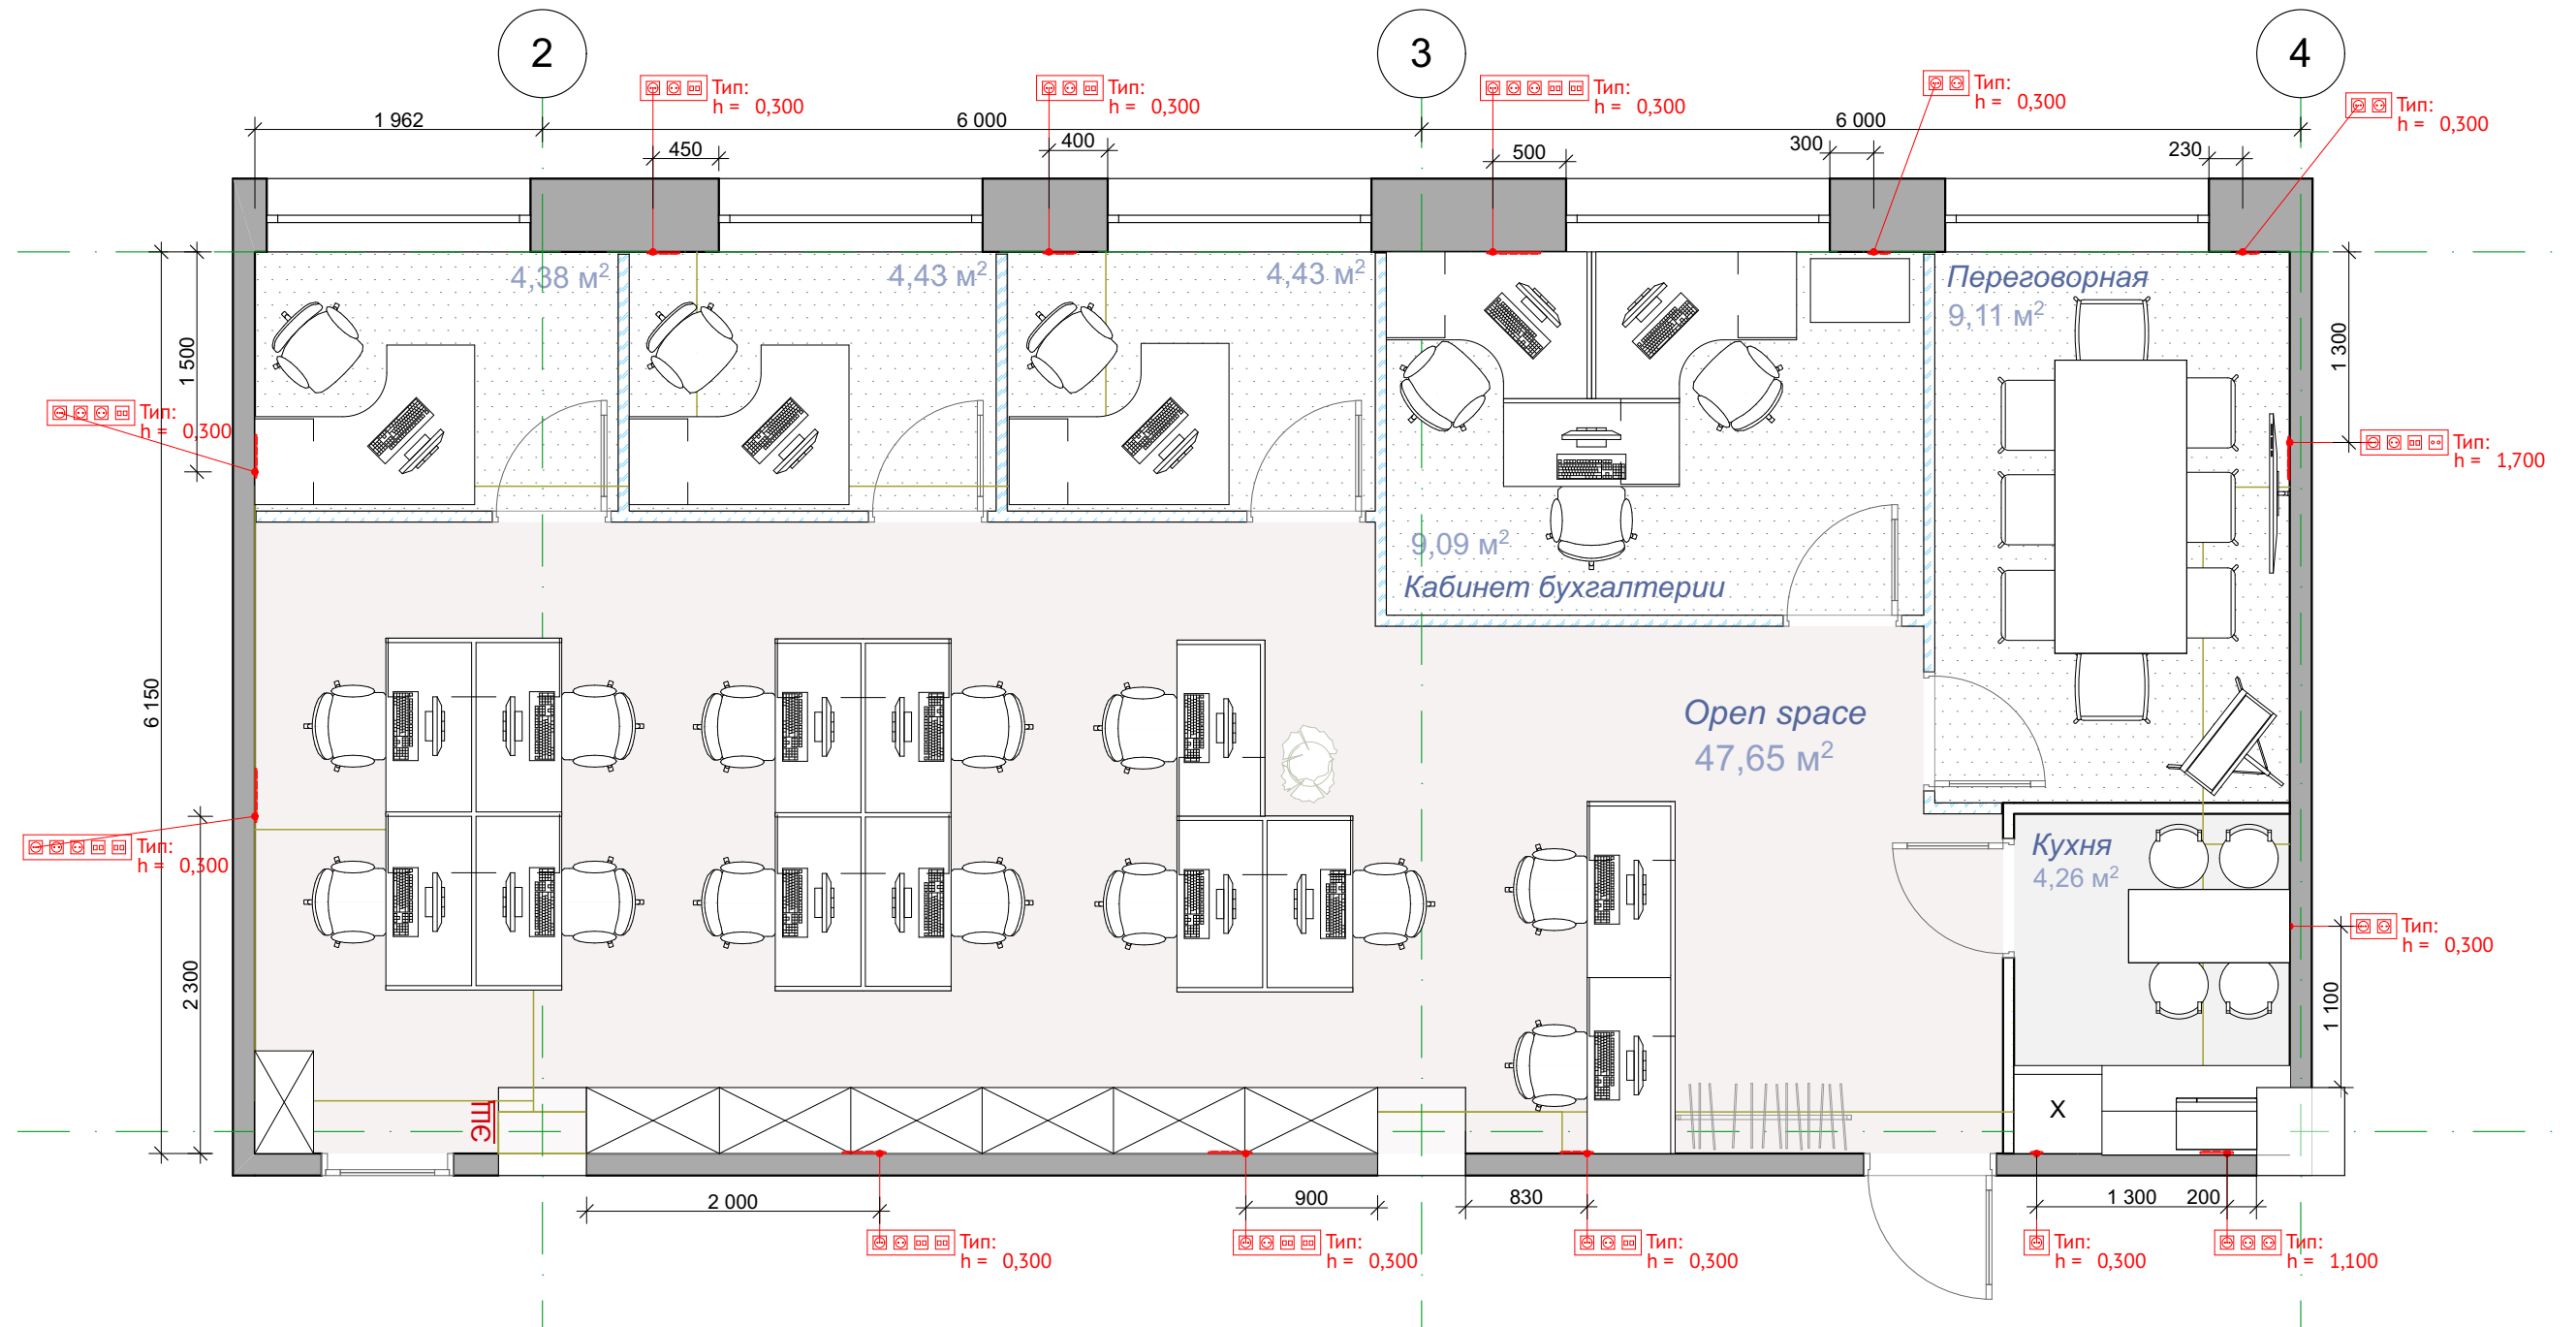 2
3
4
Тип:
h = 0,300
Тип:
h = 0,300
Тип:
h = 0,300
Тип:
h = 0,300
Тип:
h = 0,300
1 962
6 000
6 000
450
400
500
300
230
4,38 м²
4,43 м²
4,43 м²
Переговорная
9,11 м²
1 500
1 300
Тип:
h = 0,300
Тип:
h = 1,700
9,09 м²
Кабинет бухгалтерии
6 150
Open space
47,65 м²
Тип:
h = 0,300
Кухня
4,26 м²
Тип:
h = 0,300
2 300
1 100
ЩЭ
X
2 000
900
830
1 300
200
Тип:
h = 0,300
Тип:
h = 0,300
Тип:
h = 0,300
Тип:
h = 0,300
Тип:
h = 1,100